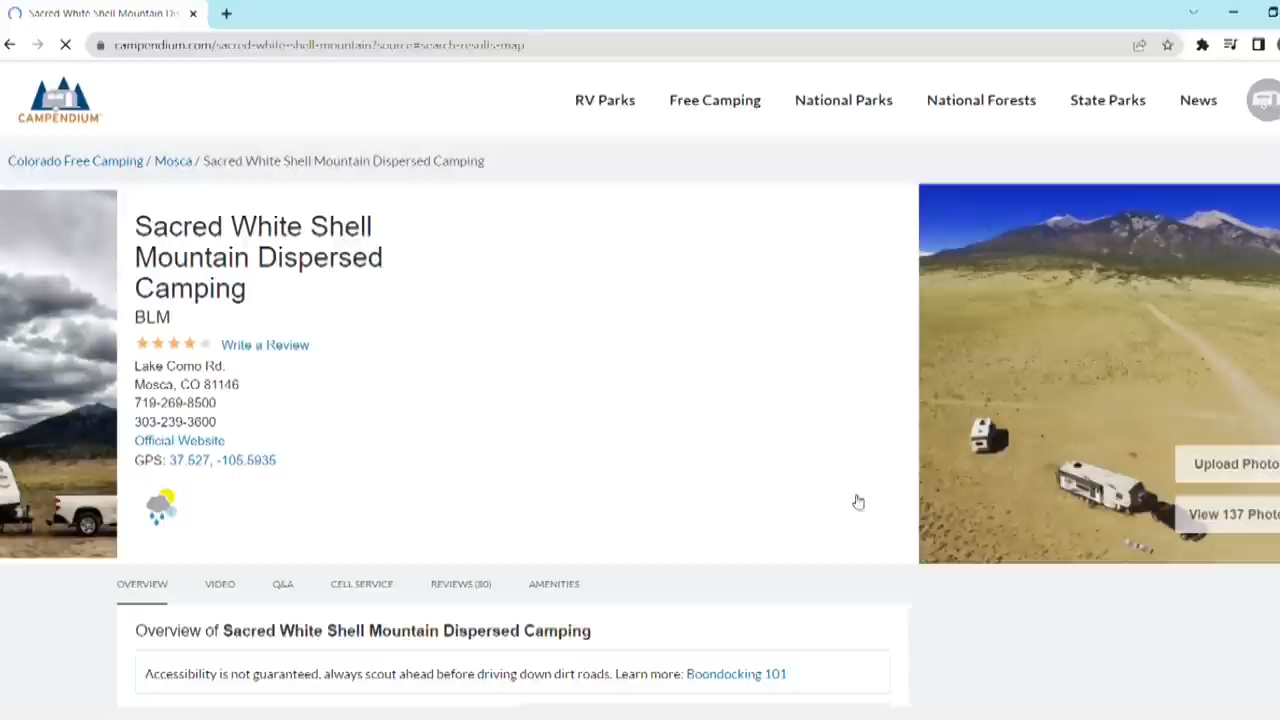 Sacred White Shell Mountain Dis
campendium.com/sacred-white-shell-mountain?source=search-results-map
CAMPENDIUM
RV Parks
Free Camping
National Parks
National Forests
State Parks
News
Colorado Free Camping / Mosca / Sacred White Shell Mountain Dispersed Camping
Sacred White Shell
Mountain Dispersed
Camping
BLM
Write a Review
Lake Como Rd.
Mosca, CO 81146
719-269-8500
303-239-3600
Official Website
GPS: 37.527, -105.5935
Upload Photo
View 137 Photo
OVERVIEW
VIDEO
Q&A
CELL SERVICE
REVIEWS (80)
AMENITIES
Overview of Sacred White Shell Mountain Dispersed Camping
Accessibility is not guaranteed, always scout ahead before driving down dirt roads. Learn more: Boondocking 101